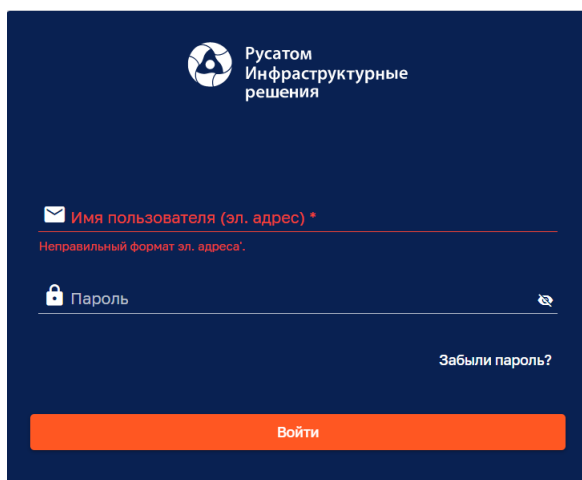 Русатом
Инфраструктурные
решения
Имя пользователя (эл. адрес) *
Неправильный формат эл. адреса'.
Пароль
Забыли пароль?
Войти